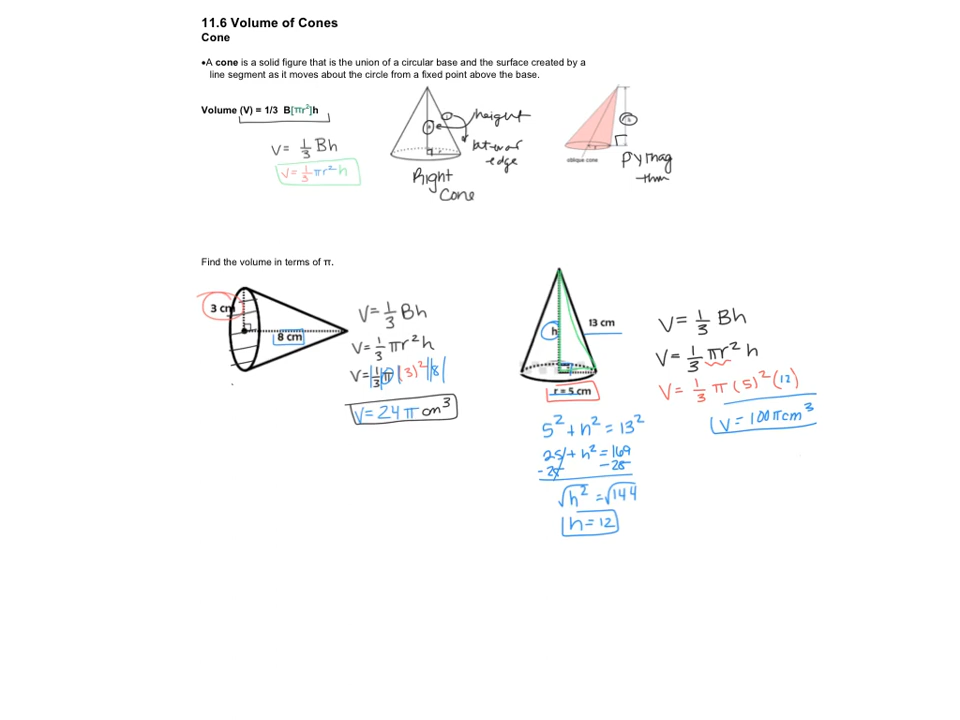 11.6 Volume of Cones
Cone
•A cone is a solid figure that is the union of a circular base and the surface created by a
line segment as it moves about the circle from a fixed point above the base.
Volume (V) = 1/3 B[πr²]h
V = 1/3 Bh
V = 1/3 πr²h
height
edge
Right
Cone
h
oblique cone
Pythag
thm
Find the volume in terms of π.
3 cm
8 cm
V = 1/3 Bh
V = 1/3 πr²h
V = 1/3 π (3)² (8)
V = 24π cm³
h
13 cm
r = 5 cm
5² + h² = 13²
25 + h² = 169
-25 -25
√h² = √144
h = 12
V = 1/3 Bh
V = 1/3 πr² h
V = 1/3 π (5)² (12)
V = 100π cm³